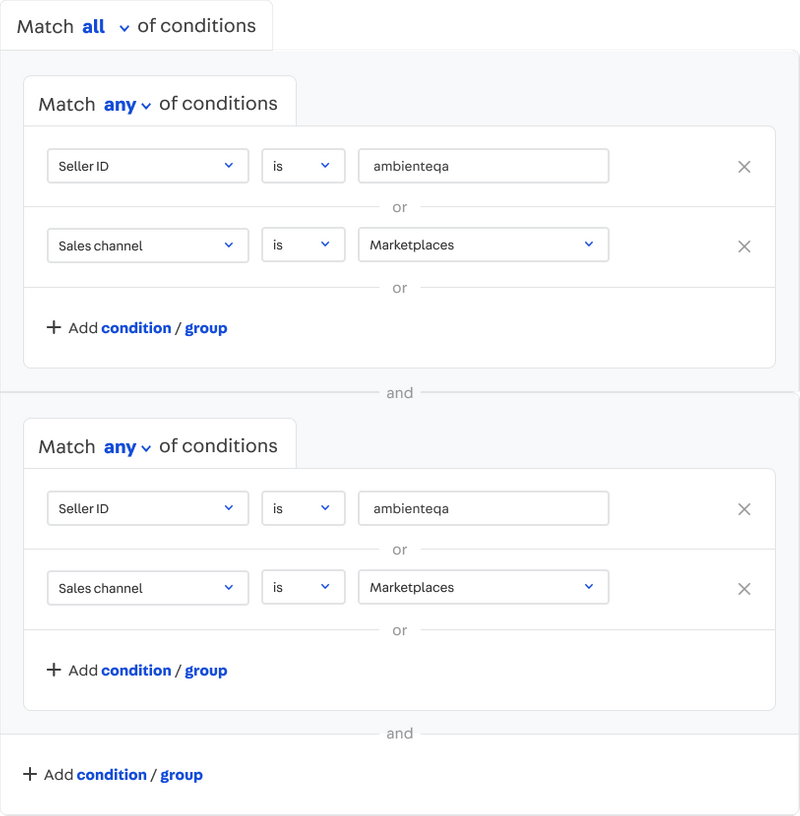 Match all of conditions
Match any of conditions
Seller ID is ambienteqa
or
Sales channel is Marketplaces
or
+ Add condition / group
and
Match any of conditions
Seller ID is ambienteqa
or
Sales channel is Marketplaces
or
+ Add condition / group
and
+ Add condition / group